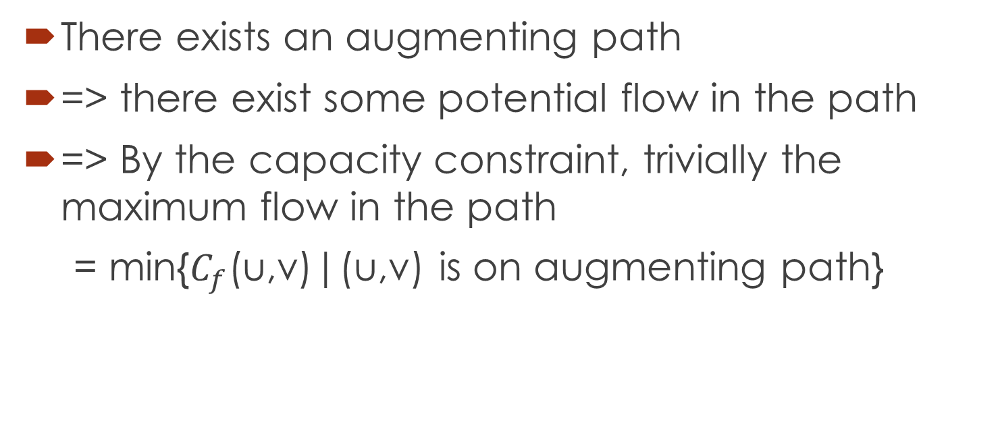 There exists an augmenting path
=> there exist some potential flow in the path
=> By the capacity constraint, trivially the
maximum flow in the path
= min{𝐶𝑓(u,v)|(u,v) is on augmenting path}